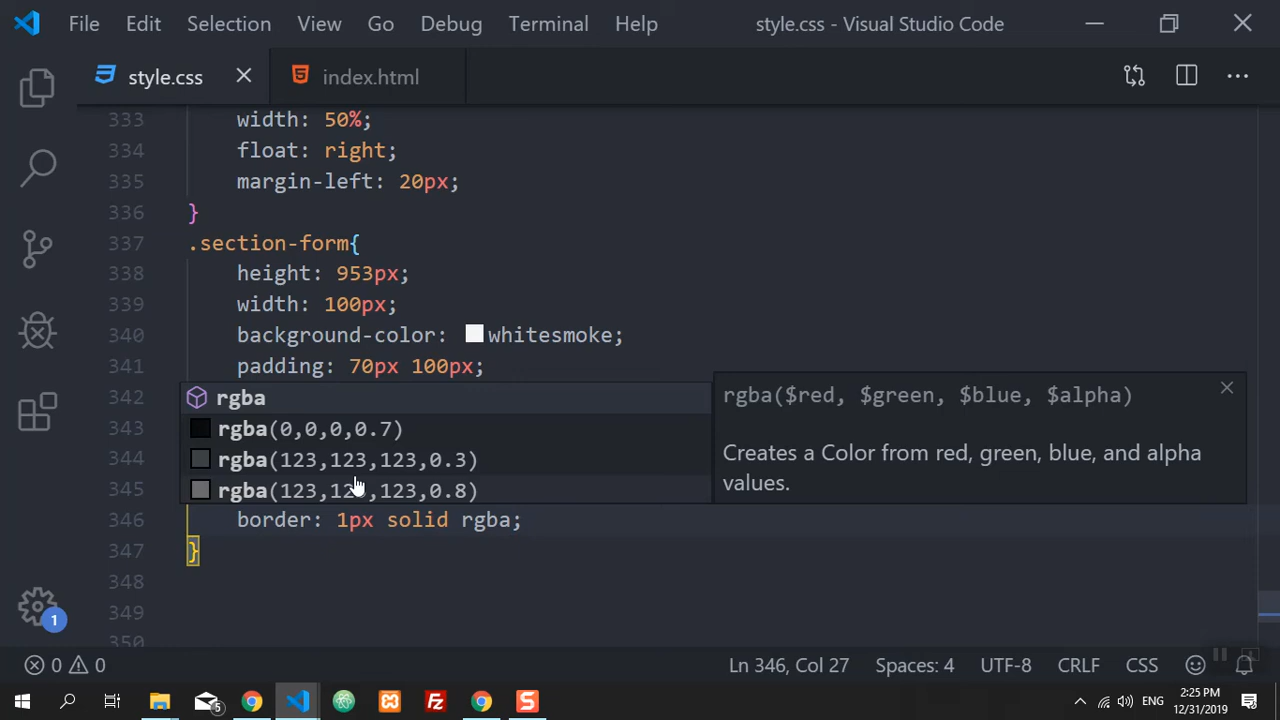 File Edit Selection View Go Debug Terminal Help style.css - Visual Studio Code
style.css index.html
333 width: 50%;
334 float: right;
335 margin-left: 20px;
336 }
337 .section-form{
338 height: 953px;
339 width: 100px;
340 background-color: whitesmoke;
341 padding: 70px 100px;
342 rgba
343 rgba(0,0,0,0.7)
344 rgba(123,123,123,0.3)
345 rgba(123,123,123,0.8)
rgba($red, $green, $blue, $alpha)
Creates a Color from red, green, blue, and alpha
values.
346 border: 1px solid rgba;
347 }
348
349
350
1
0 0 Ln 346, Col 27 Spaces: 4 UTF-8 CRLF CSS
5 ENG 2:25 PM
12/31/2019